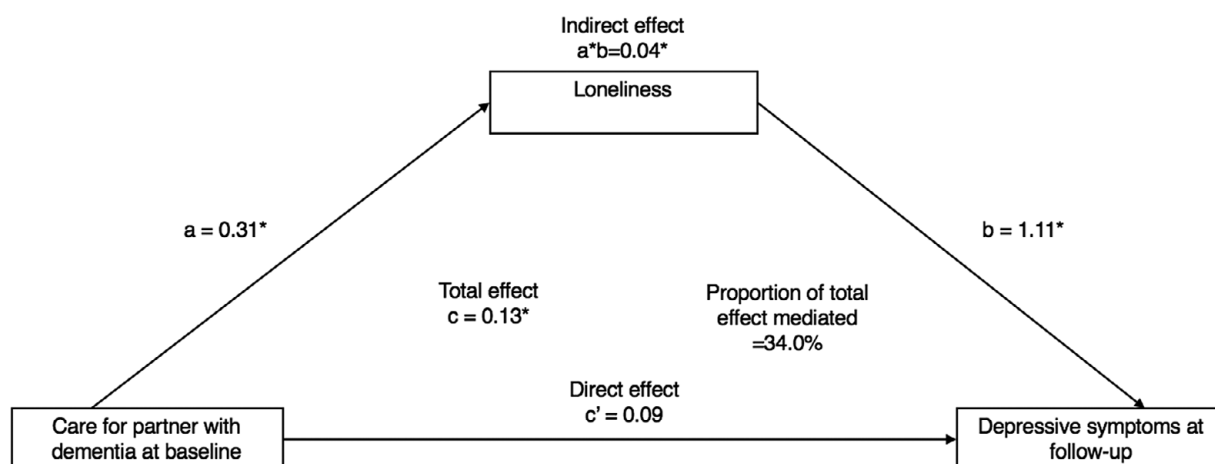 Indirect effect
a*b=0.04*
Loneliness
a = 0.31*
b = 1.11*
Total effect
c = 0.13*
Proportion of total
effect mediated
=34.0%
Direct effect
c’ = 0.09
Care for partner with
dementia at baseline
Depressive symptoms at
follow-up